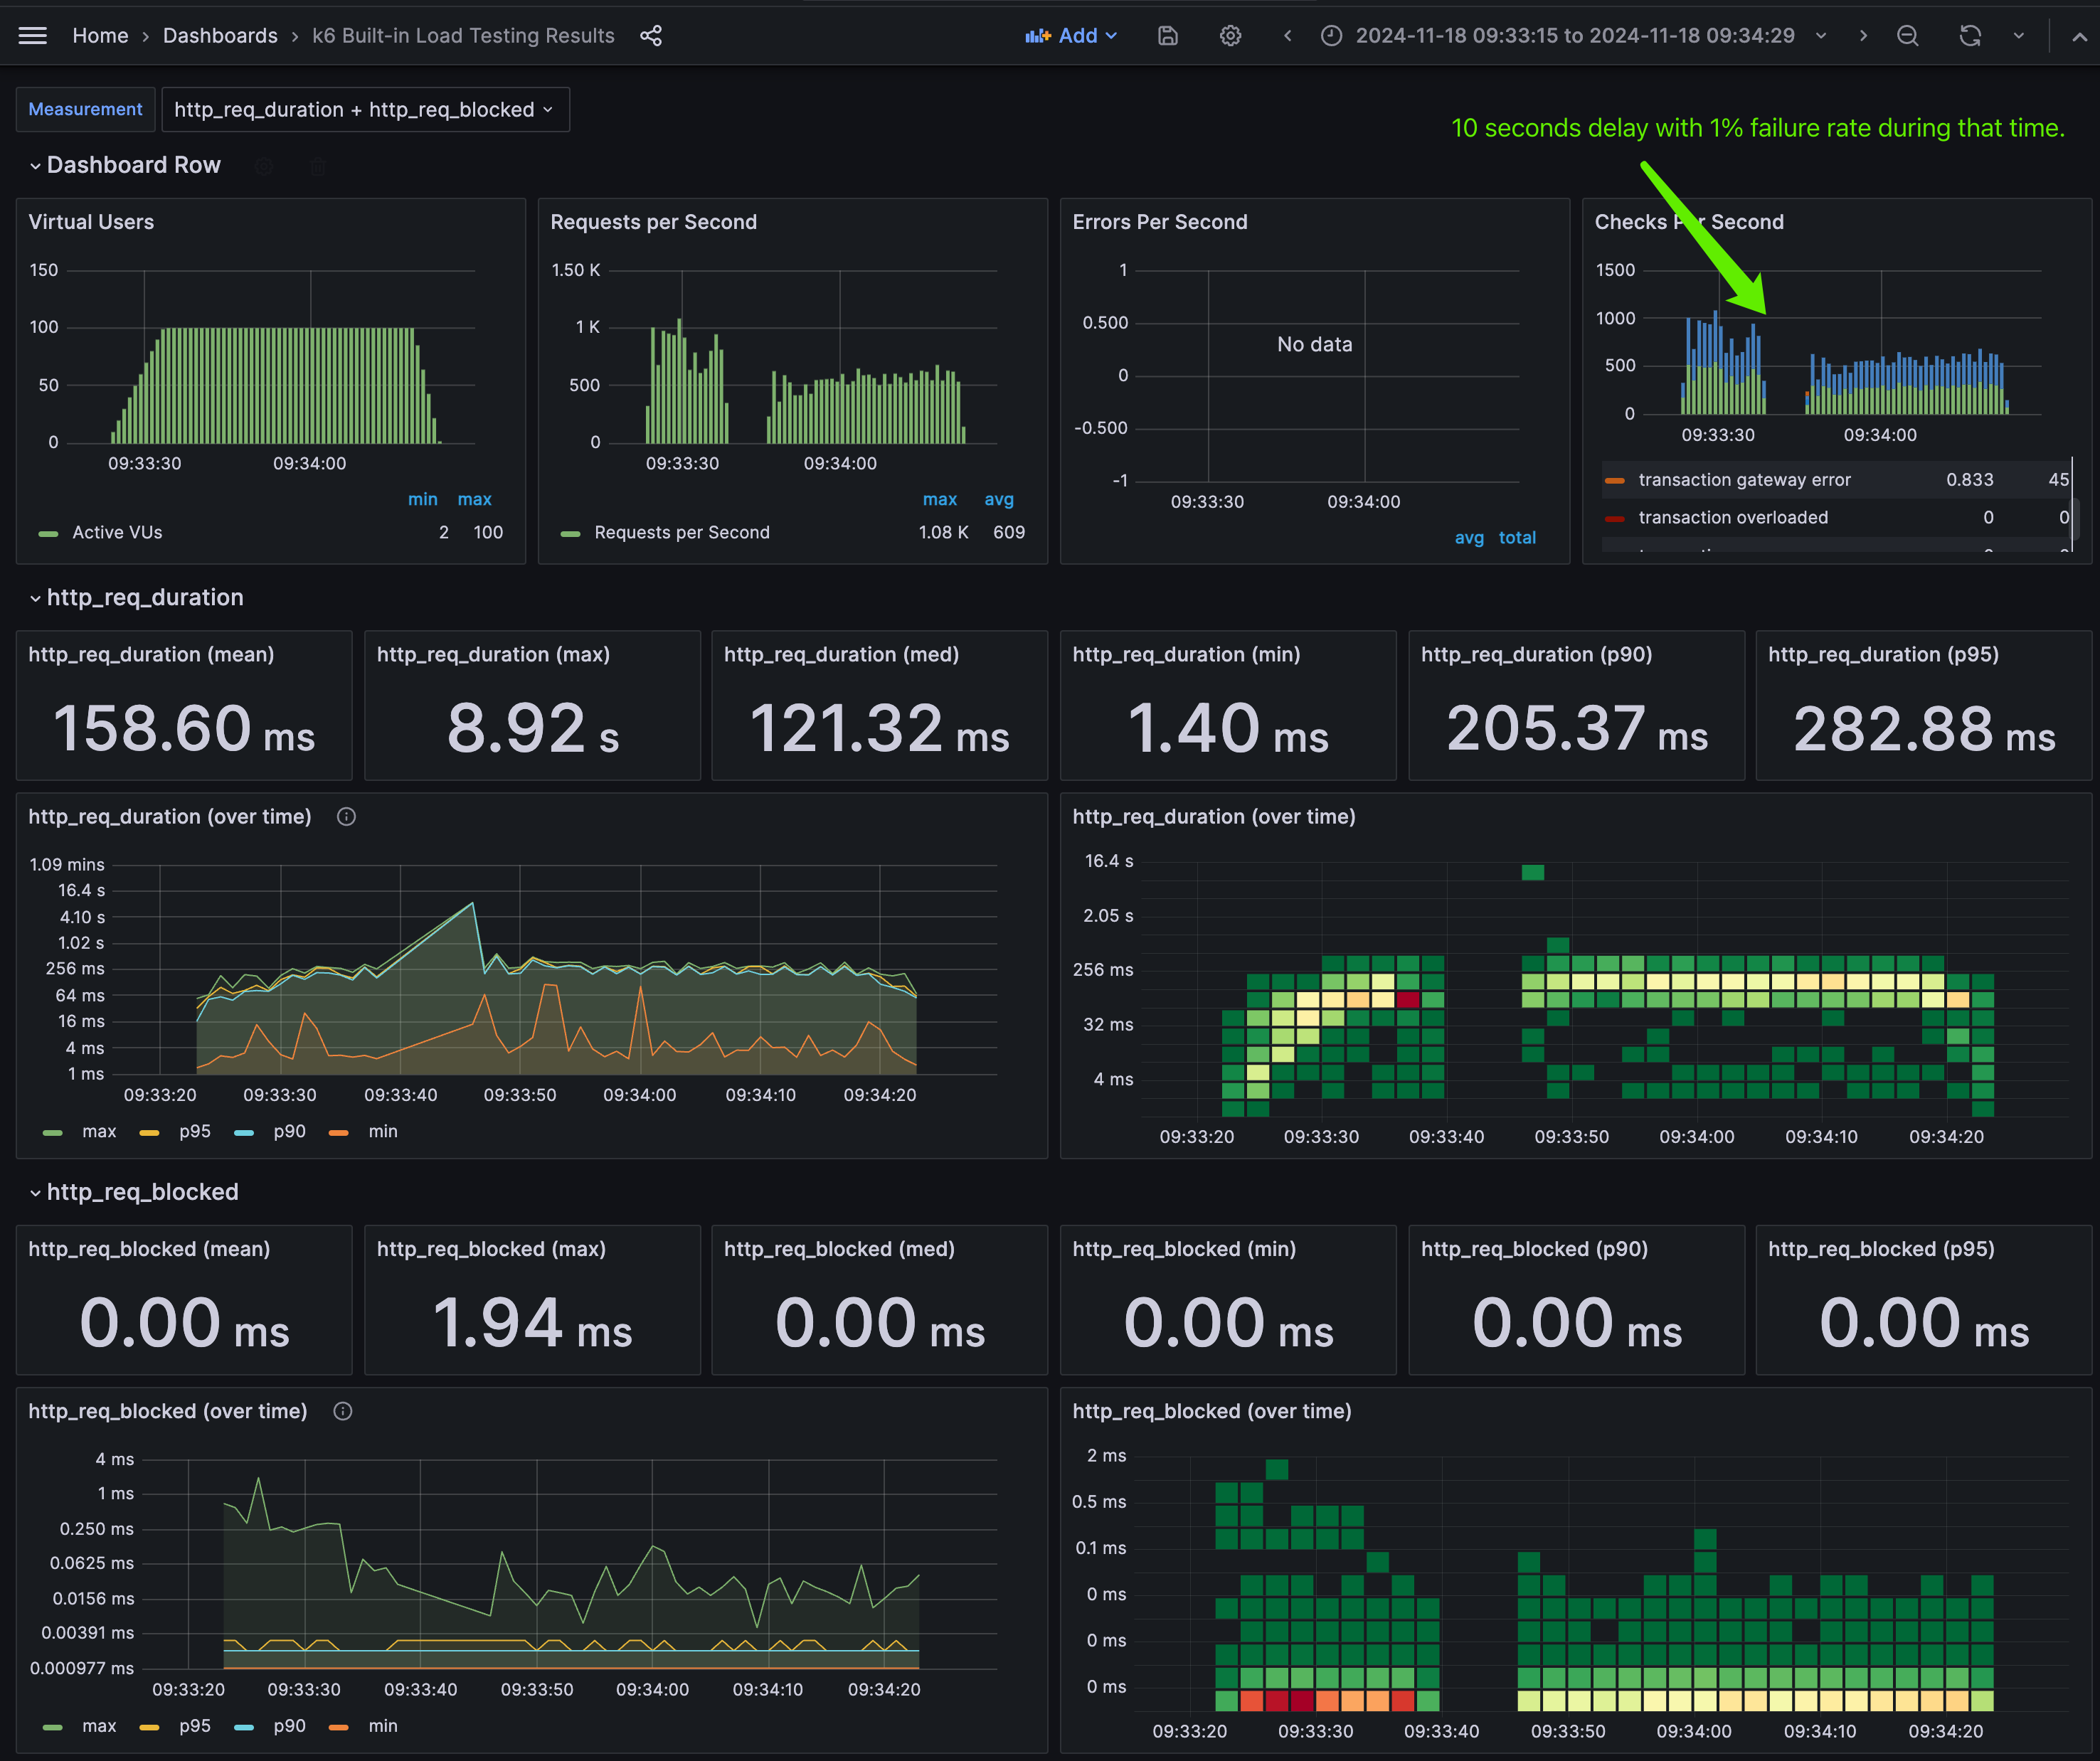 Home › Dashboards › k6 Built-in Load Testing Results
Add
2024-11-18 09:33:15 to 2024-11-18 09:34:29
Measurement http_req_duration + http_req_blocked
10 seconds delay with 1% failure rate during that time.
Dashboard Row
Virtual Users
150
100
50
0
09:33:30 09:34:00
min max
Active VUs 2 100
Requests per Second
1.50 K
1 K
500
0
09:33:30 09:34:00
max avg
Requests per Second 1.08 K 609
Errors Per Second
1
0.500
0
-0.500
-1
No data
09:33:30 09:34:00
avg total
Checks Per Second
1500
1000
500
0
09:33:30 09:34:00
transaction gateway error 0.833 45
transaction overloaded 0 0
http_req_duration
http_req_duration (mean)
158.60 ms
http_req_duration (max)
8.92 s
http_req_duration (med)
121.32 ms
http_req_duration (min)
1.40 ms
http_req_duration (p90)
205.37 ms
http_req_duration (p95)
282.88 ms
http_req_duration (over time)
1.09 mins
16.4 s
4.10 s
1.02 s
256 ms
64 ms
16 ms
4 ms
1 ms
09:33:20 09:33:30 09:33:40 09:33:50 09:34:00 09:34:10 09:34:20
max p95 p90 min
http_req_duration (over time)
16.4 s
2.05 s
256 ms
32 ms
4 ms
09:33:20 09:33:30 09:33:40 09:33:50 09:34:00 09:34:10 09:34:20
http_req_blocked
http_req_blocked (mean)
0.00 ms
http_req_blocked (max)
1.94 ms
http_req_blocked (med)
0.00 ms
http_req_blocked (min)
0.00 ms
http_req_blocked (p90)
0.00 ms
http_req_blocked (p95)
0.00 ms
http_req_blocked (over time)
4 ms
1 ms
0.250 ms
0.0625 ms
0.0156 ms
0.00391 ms
0.000977 ms
09:33:20 09:33:30 09:33:40 09:33:50 09:34:00 09:34:10 09:34:20
max p95 p90 min
http_req_blocked (over time)
2 ms
0.5 ms
0.1 ms
0 ms
0 ms
0 ms
09:33:20 09:33:30 09:33:40 09:33:50 09:34:00 09:34:10 09:34:20